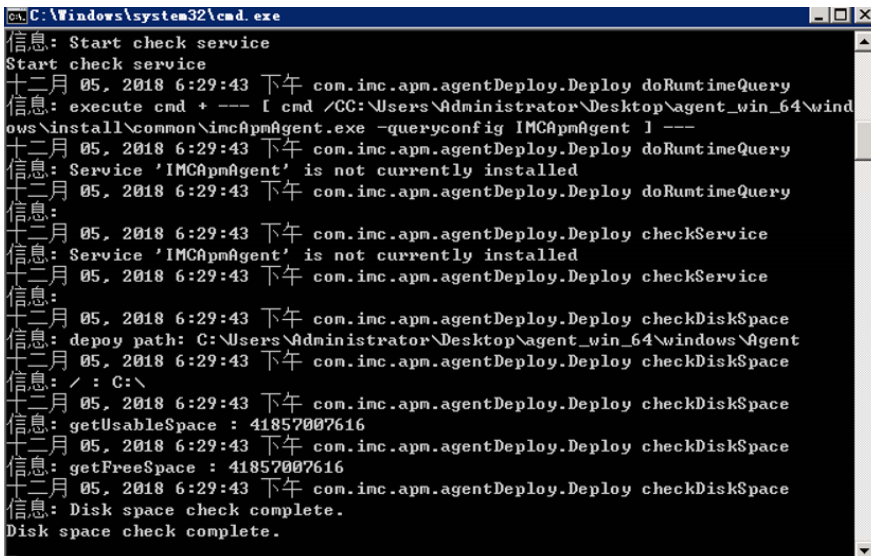 C:\Windows\system32\cmd.exe
信息: Start check service
Start check service
十二月 05, 2018 6:29:43 下午 com.imc.apm.agentDeploy.Deploy doRumtimeQuery
信息: execute cmd + --- [ cmd /CC:\Users\Administrator\Desktop\agent_win_64\wind
ows\install\common\imcApmAgent.exe -queryconfig IMCApmAgent ] ---
十二月 05, 2018 6:29:43 下午 com.imc.apm.agentDeploy.Deploy doRumtimeQuery
信息: Service 'IMCApmAgent' is not currently installed
十二月 05, 2018 6:29:43 下午 com.imc.apm.agentDeploy.Deploy doRumtimeQuery
信息:
十二月 05, 2018 6:29:43 下午 com.imc.apm.agentDeploy.Deploy checkService
信息: Service 'IMCApmAgent' is not currently installed
十二月 05, 2018 6:29:43 下午 com.imc.apm.agentDeploy.Deploy checkService
信息:
十二月 05, 2018 6:29:43 下午 com.imc.apm.agentDeploy.Deploy checkDiskSpace
信息: depoy path: C:\Users\Administrator\Desktop\agent_win_64\windows\Agent
十二月 05, 2018 6:29:43 下午 com.imc.apm.agentDeploy.Deploy checkDiskSpace
信息: / : C:\
十二月 05, 2018 6:29:43 下午 com.imc.apm.agentDeploy.Deploy checkDiskSpace
信息: getUsableSpace : 41857007616
十二月 05, 2018 6:29:43 下午 com.imc.apm.agentDeploy.Deploy checkDiskSpace
信息: getFreeSpace : 41857007616
十二月 05, 2018 6:29:43 下午 com.imc.apm.agentDeploy.Deploy checkDiskSpace
信息: Disk space check complete.
Disk space check complete.